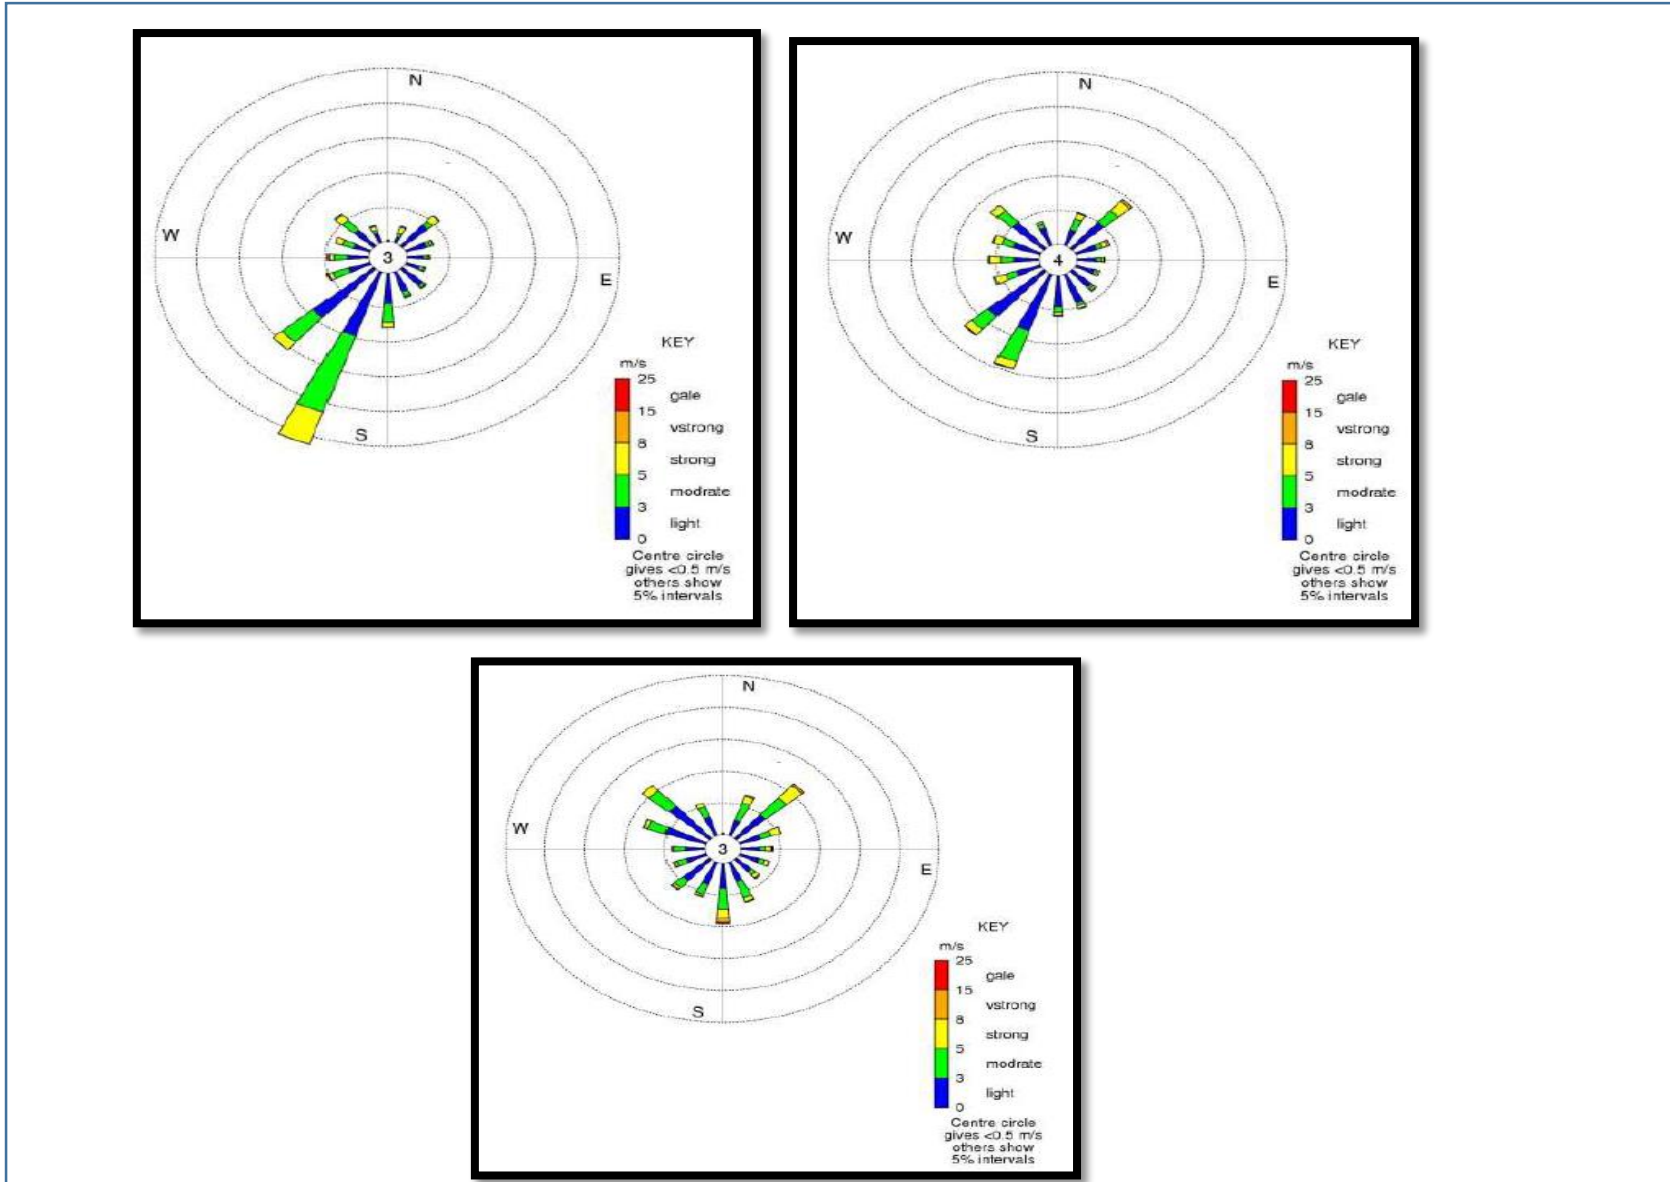 N
W
3
E
S
KEY
m/s
25
gale
15
vstrong
8
strong
5
modrate
3
light
0
Centre circle
gives <0.5 m/s
others show
5% intervals
N
W
4
E
S
KEY
m/s
25
gale
15
vstrong
8
strong
5
modrate
3
light
0
Centre circle
gives <0.5 m/s
others show
5% intervals
N
W
3
E
S
KEY
m/s
25
gale
15
vstrong
8
strong
5
modrate
3
light
0
Centre circle
gives <0.5 m/s
others show
5% intervals